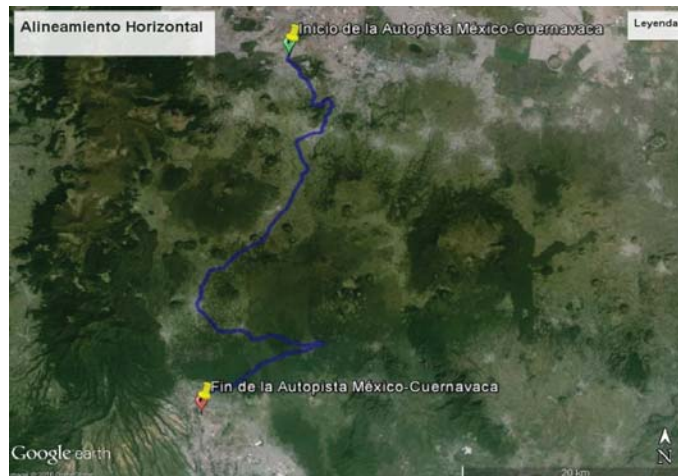 Alineamiento Horizontal
Leyenda
Inicio de la Autopista México-Cuernavaca
Fin de la Autopista México-Cuernavaca
Google earth
N
20 km